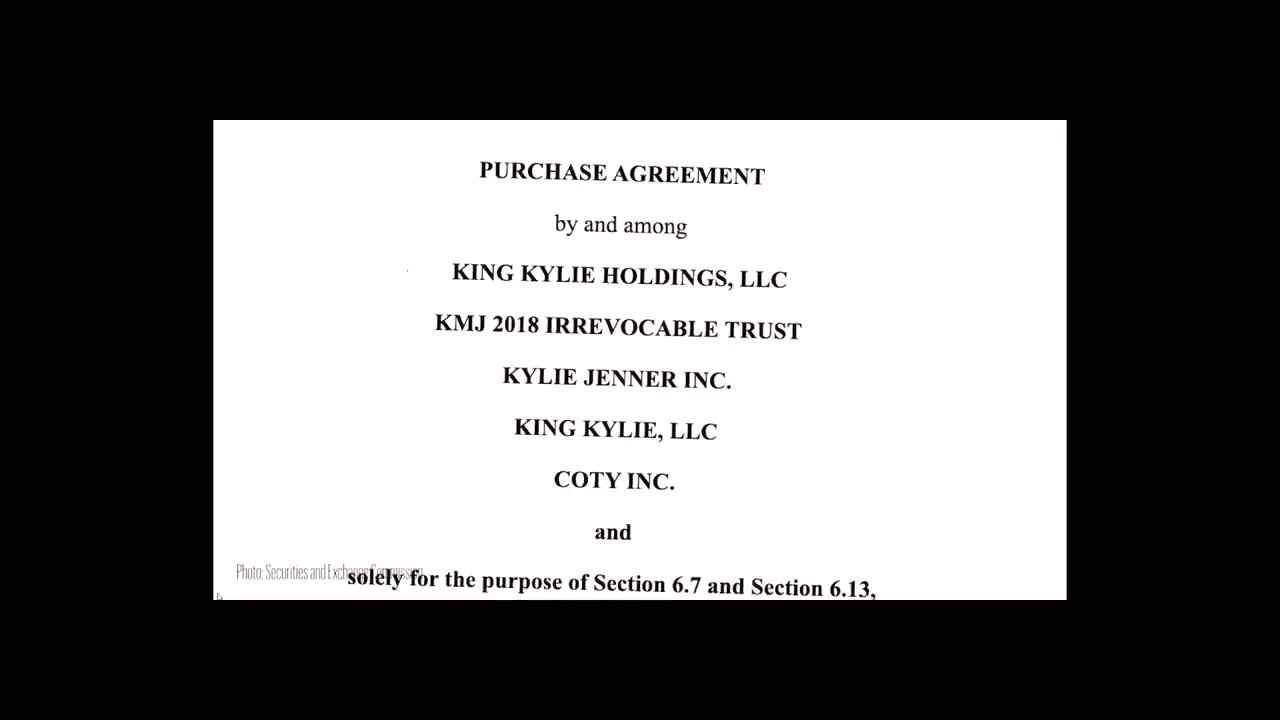 PURCHASE AGREEMENT
by and among
KING KYLIE HOLDINGS, LLC
KMJ 2018 IRREVOCABLE TRUST
KYLIE JENNER INC.
KING KYLIE, LLC
COTY INC.
and
solely for the purpose of Section 6.7 and Section 6.13,
Photo: Securities and Exchange Commission